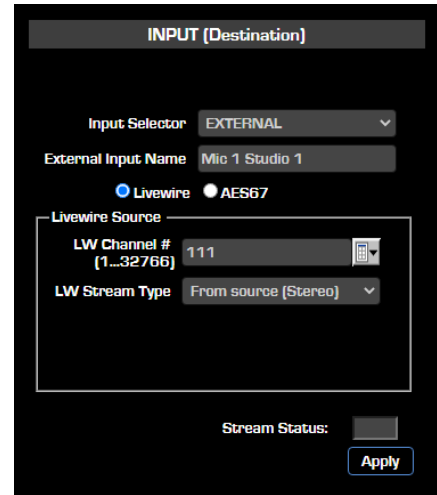 INPUT (Destination)
Input Selector EXTERNAL
External Input Name Mic 1 Studio 1
Livewire AES67
Livewire Source
LW Channel # 111
(1...32766)
LW Stream Type From source (Stereo)
Stream Status:
Apply